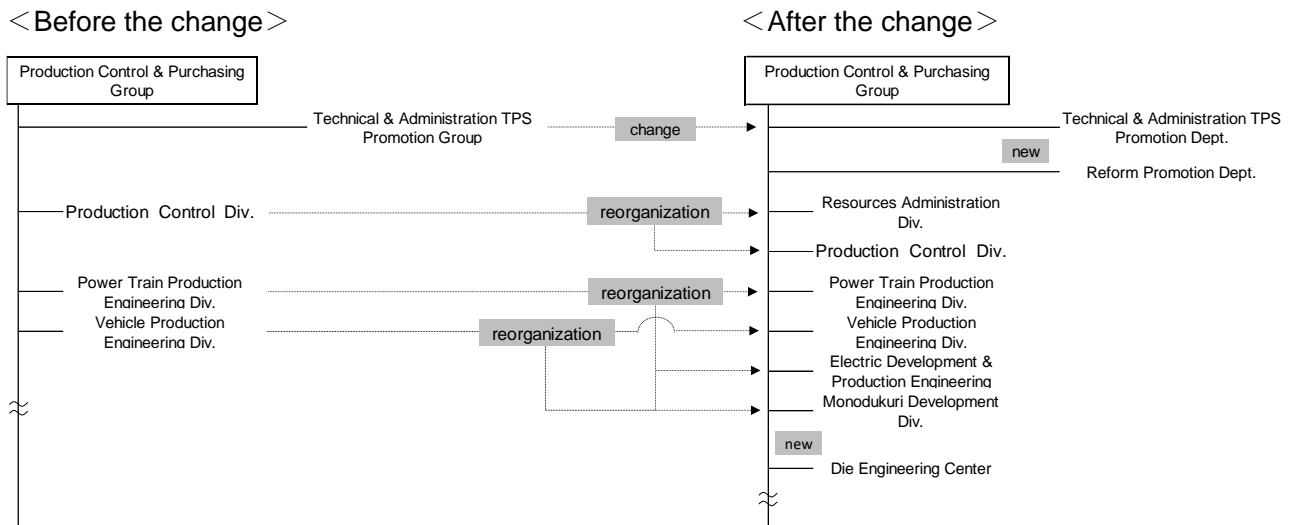 ＜Before the change＞
＜After the change＞
Production Control & Purchasing
Group
Production Control & Purchasing
Group
Technical & Administration TPS
Promotion Group
change
Technical & Administration TPS
Promotion Dept.
new
Reform Promotion Dept.
Production Control Div.
reorganization
Resources Administration
Div.
Production Control Div.
Power Train Production
Engineering Div.
reorganization
Power Train Production
Engineering Div.
Vehicle Production
Engineering Div.
reorganization
Vehicle Production
Engineering Div.
Electric Development &
Production Engineering
Monodukuri Development
Div.
new
Die Engineering Center